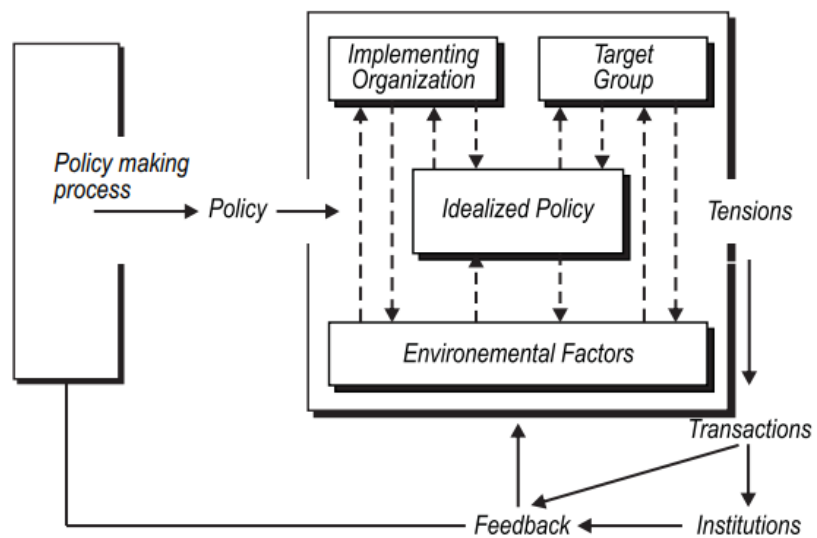 Implementing
Organization
Target
Group
Policy making
process
Policy
Idealized Policy
Tensions
Environemental Factors
Transactions
Feedback
Institutions